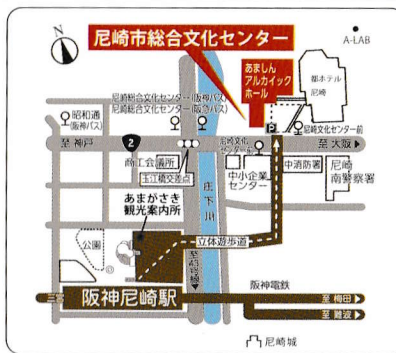 尼崎市総合文化センター
A-LAB
あましん
アルカイック
ホール
都ホテル
尼崎
昭和通
(阪神バス)
尼崎総合文化センター(阪神バス)
尼崎総合文化センター(阪急バス)
尼崎文化センター前
P
至 神戸
2
尼崎文化
センター前
至 大阪
商工会議所
玉江橋交差点
中小企業
センター
中消防署
尼崎
南警察署
庄下川
あまがさき
観光案内所
公園
立体遊歩道
阪神電鉄
三宮
阪神尼崎駅
至 梅田
至 難波
尼崎城